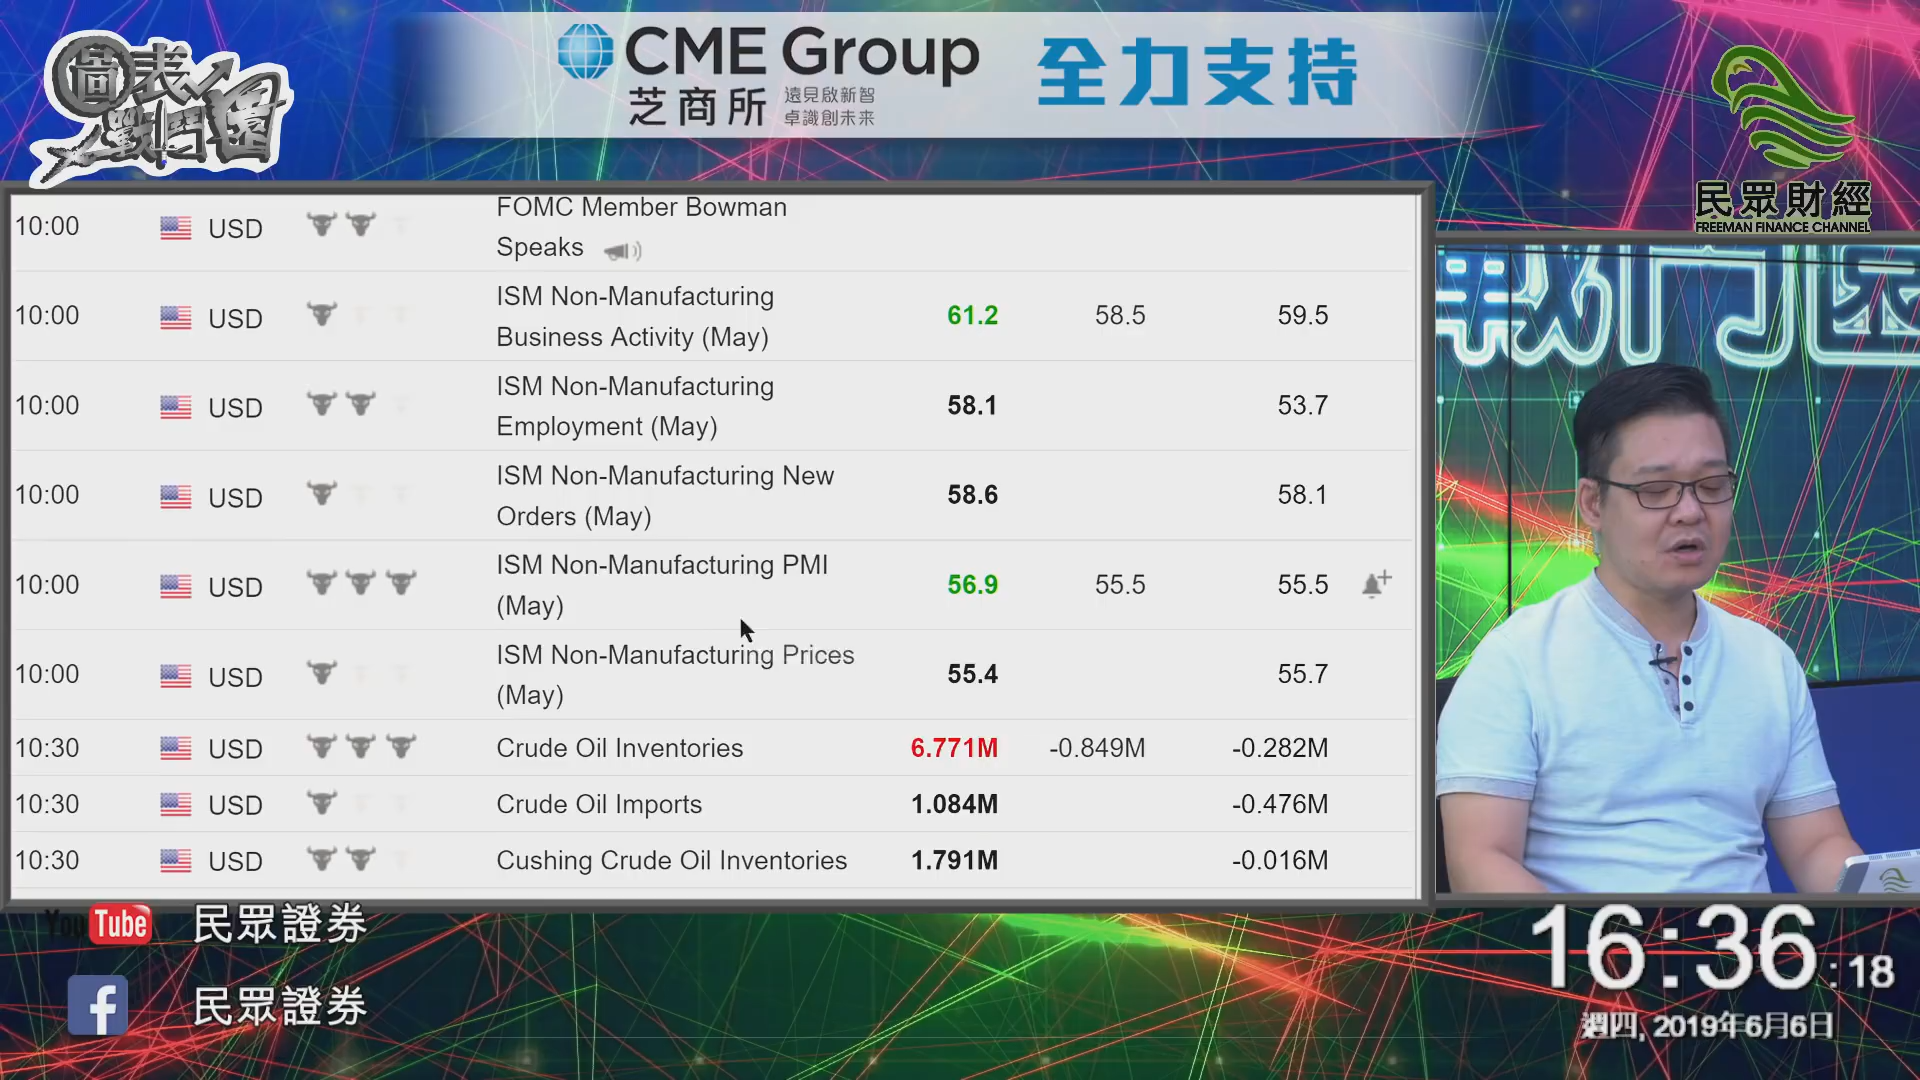 圖表
戰鬥圈
CME Group
芝商所
遠見啟新智
卓識創未來
全力支持
民眾財經
FREEMAN FINANCE CHANNEL
10:00 USD FOMC Member Bowman
Speaks
10:00 USD ISM Non-Manufacturing
Business Activity (May) 61.2 58.5 59.5
10:00 USD ISM Non-Manufacturing
Employment (May) 58.1 53.7
10:00 USD ISM Non-Manufacturing New
Orders (May) 58.6 58.1
10:00 USD ISM Non-Manufacturing PMI
(May) 56.9 55.5 55.5
10:00 USD ISM Non-Manufacturing Prices
(May) 55.4 55.7
10:30 USD Crude Oil Inventories 6.771M -0.849M -0.282M
10:30 USD Crude Oil Imports 1.084M -0.476M
10:30 USD Cushing Crude Oil Inventories 1.791M -0.016M
YouTube 民眾證券
f 民眾證券
16:36:18
週四, 2019年6月6日